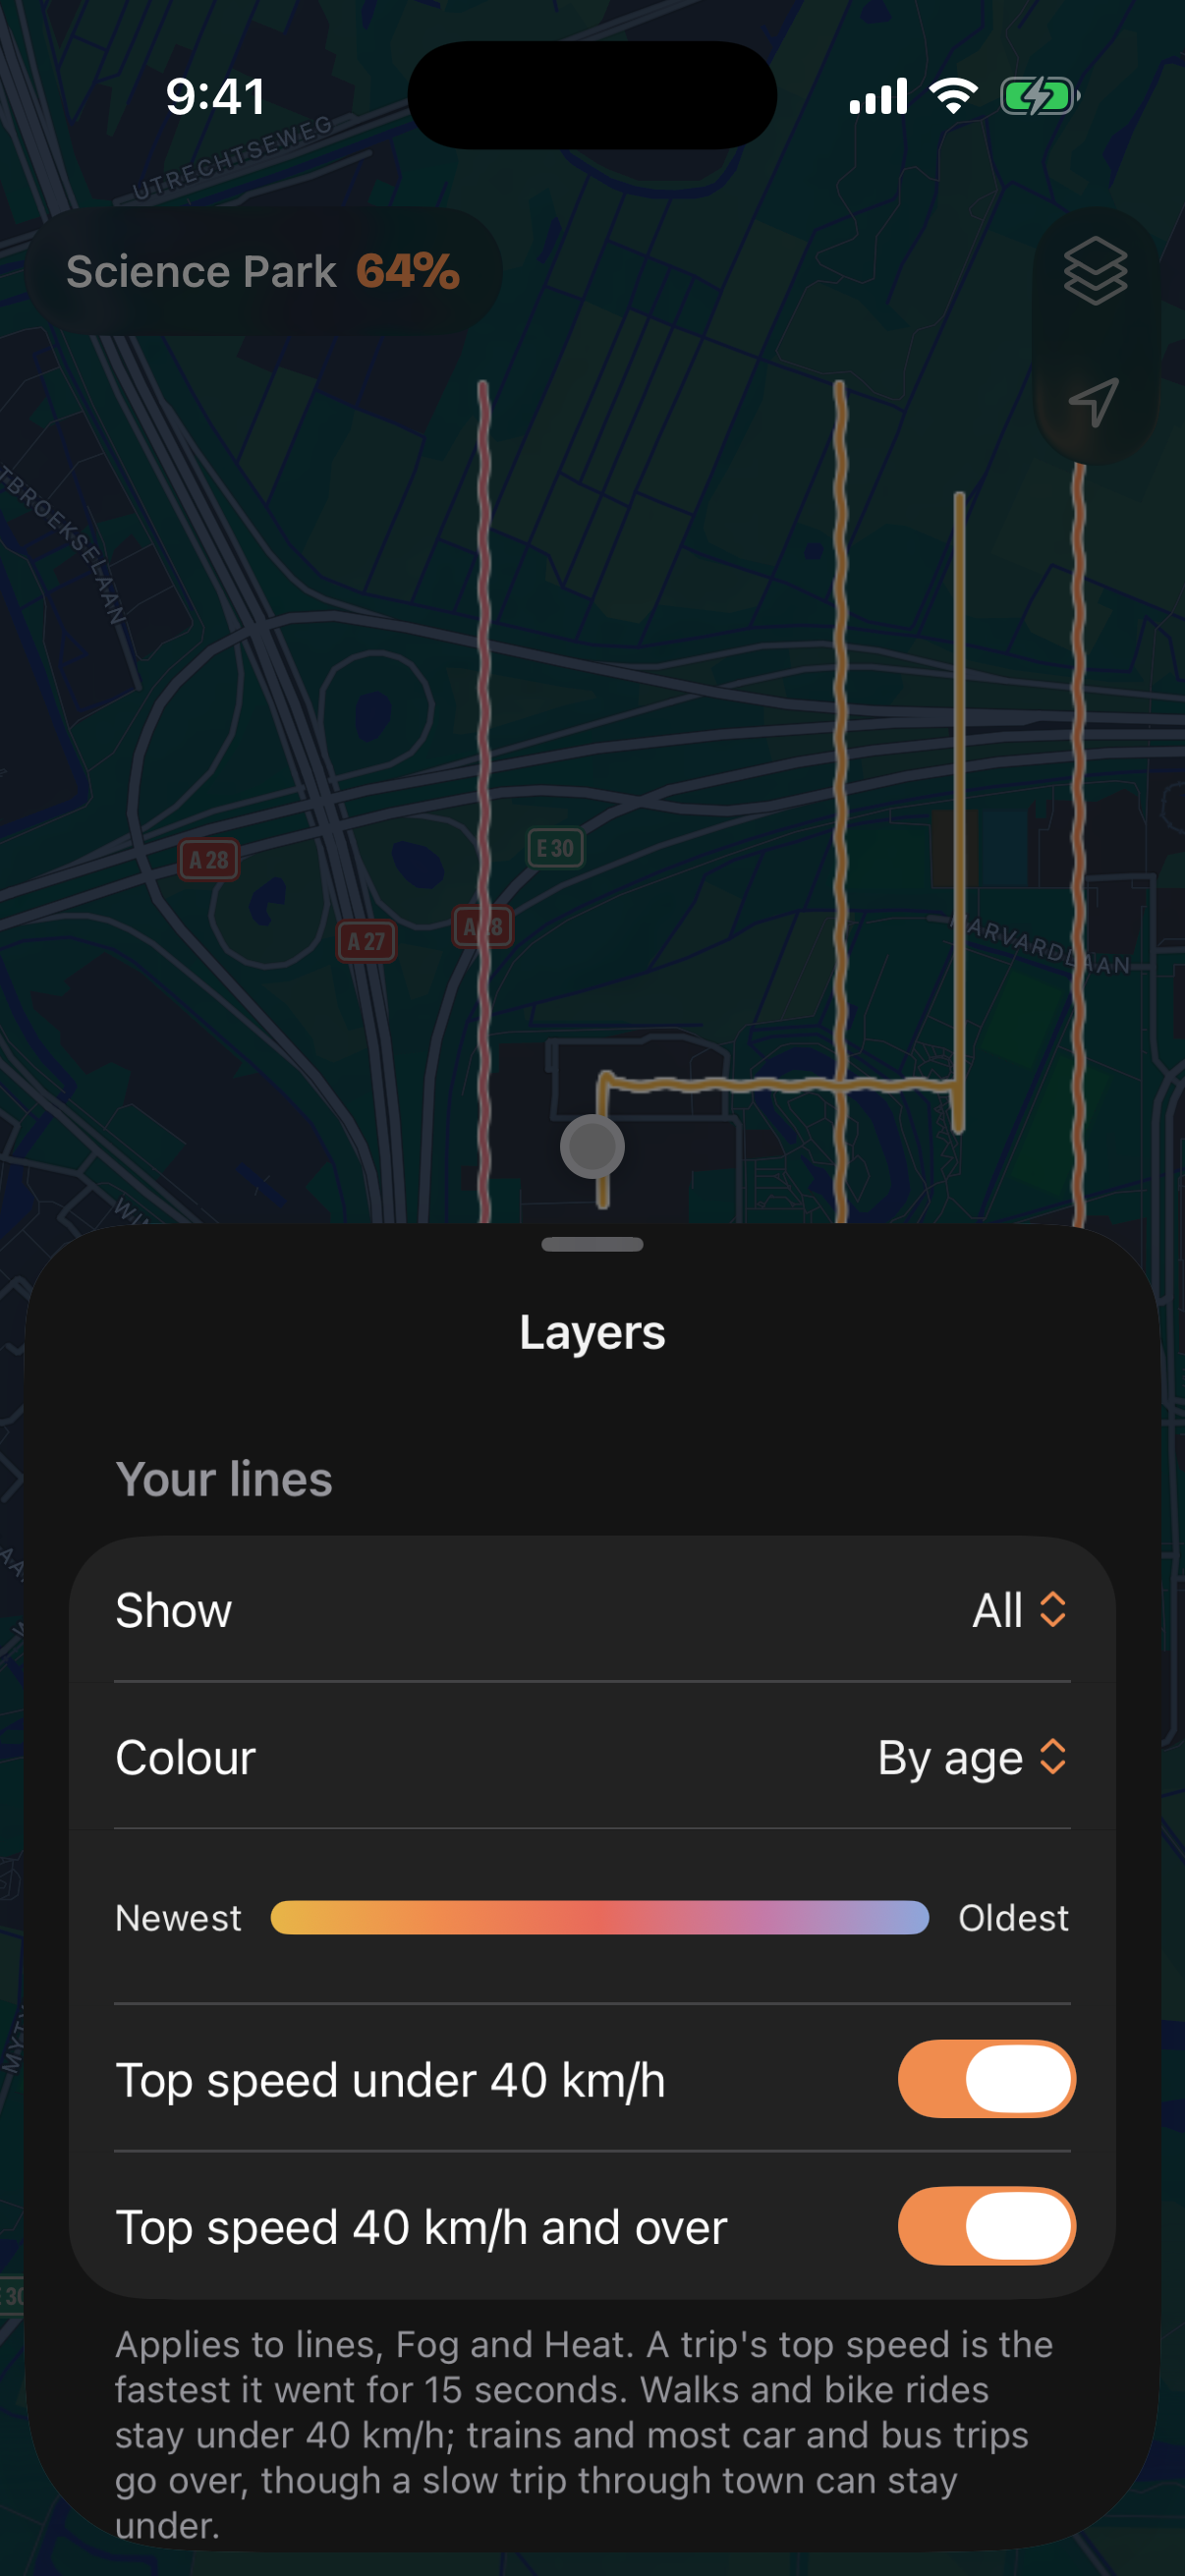 9:41
UTRECHTSEWEG
Science Park 64%
TBROEKSELAAN
E 30
A 28
A 27
HARVARDLAAN
Layers
Your lines
Show All
Colour By age
Newest Oldest
Top speed under 40 km/h
Top speed 40 km/h and over
Applies to lines, Fog and Heat. A trip's top speed is the
fastest it went for 15 seconds. Walks and bike rides
stay under 40 km/h; trains and most car and bus trips
go over, though a slow trip through town can stay
under.